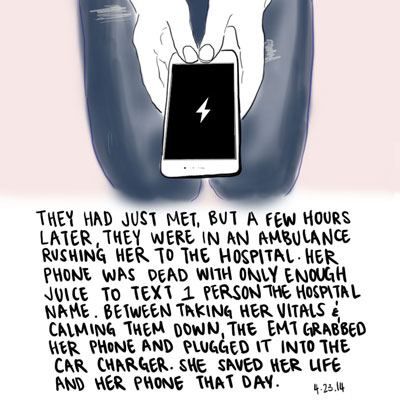 THEY HAD JUST MET, BUT A FEW HOURS
LATER, THEY WERE IN AN AMBULANCE
RUSHING HER TO THE HOSPITAL. HER
PHONE WAS DEAD WITH ONLY ENOUGH
JUICE TO TEXT 1 PERSON THE HOSPITAL
NAME. BETWEEN TAKING HER VITALS &
CALMING THEM DOWN, THE EMT GRABBED
HER PHONE AND PLUGGED IT INTO THE
CAR CHARGER. SHE SAVED HER LIFE
AND HER PHONE THAT DAY. 4.23.14